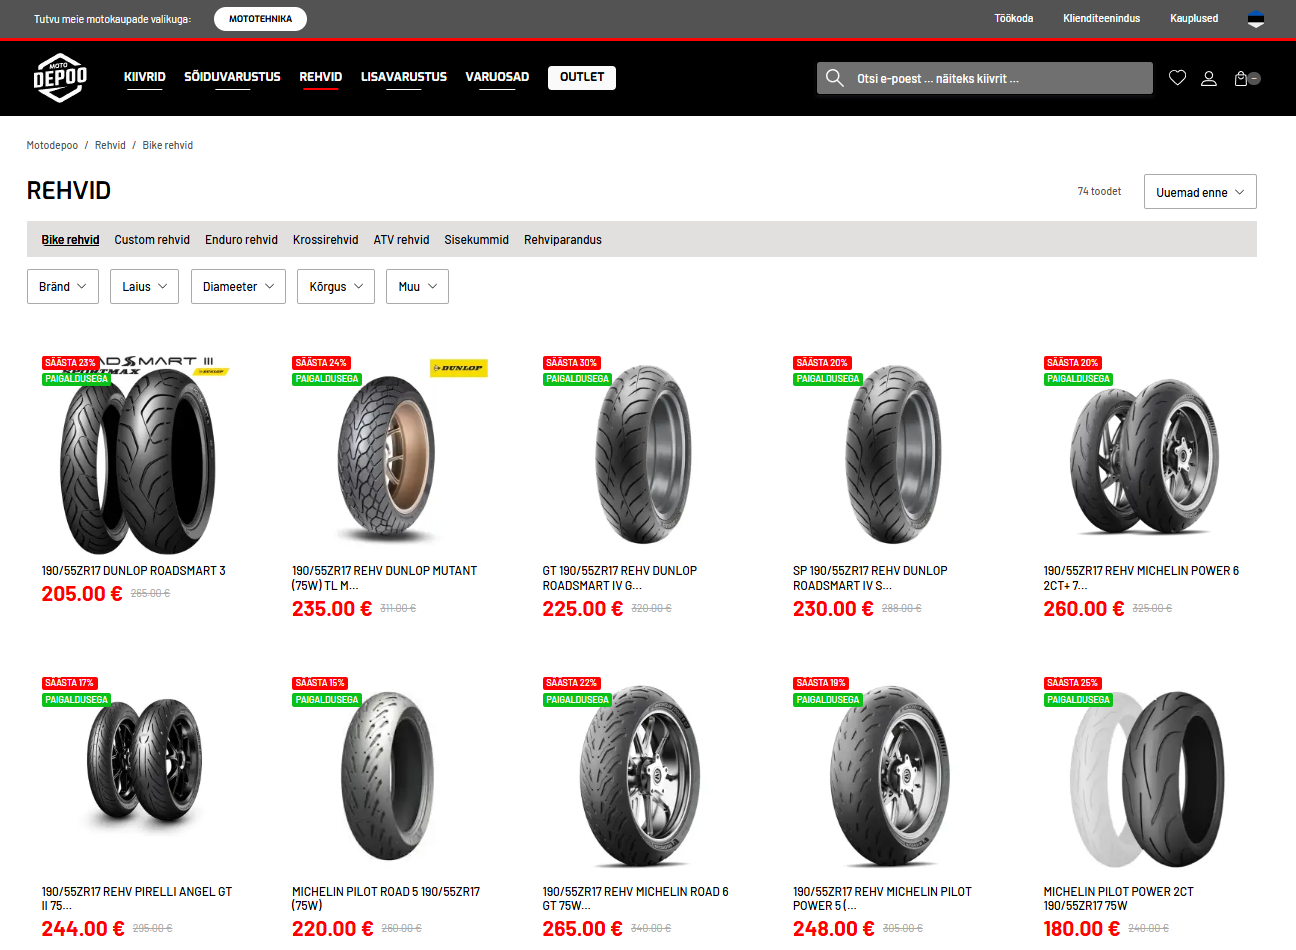 Tutvu meie motokaupade valikuga:
MOTOTEHNIKA
Töökoda
Klienditeenindus
Kauplused
MOTO
DEPOO
KIIVRID
SÕIDUVARUSTUS
REHVID
LISAVARUSTUS
VARUOSAD
OUTLET
Otsi e-poest ... näiteks kiivrit ...
Motodepoo / Rehvid / Bike rehvid
REHVID
74 toodet
Uuemad enne
Bike rehvid
Custom rehvid
Enduro rehvid
Krossirehvid
ATV rehvid
Sisekummid
Rehviparandus
Bränd
Laius
Diameeter
Kõrgus
Muu
SÄÄSTA 23%
PAIGALDUSEGA
DUNLOP
190/55ZR17 DUNLOP ROADSMART 3
205.00 € 265.00 €
SÄÄSTA 24%
PAIGALDUSEGA
DUNLOP
190/55ZR17 REHV DUNLOP MUTANT
(75W) TL M...
235.00 € 311.00 €
SÄÄSTA 30%
PAIGALDUSEGA
GT 190/55ZR17 REHV DUNLOP
ROADSMART IV G...
225.00 € 320.00 €
SÄÄSTA 20%
PAIGALDUSEGA
SP 190/55ZR17 REHV DUNLOP
ROADSMART IV S...
230.00 € 288.00 €
SÄÄSTA 20%
PAIGALDUSEGA
190/55ZR17 REHV MICHELIN POWER 6
2CT+ 7...
260.00 € 325.00 €
SÄÄSTA 17%
PAIGALDUSEGA
190/55ZR17 REHV PIRELLI ANGEL GT
II 75...
244.00 € 295.00 €
SÄÄSTA 15%
PAIGALDUSEGA
MICHELIN PILOT ROAD 5 190/55ZR17
(75W)
220.00 € 260.00 €
SÄÄSTA 22%
PAIGALDUSEGA
190/55ZR17 REHV MICHELIN ROAD 6
GT 75W...
265.00 € 340.00 €
SÄÄSTA 19%
PAIGALDUSEGA
190/55ZR17 REHV MICHELIN PILOT
POWER 5 (...
248.00 € 305.00 €
SÄÄSTA 25%
PAIGALDUSEGA
MICHELIN PILOT POWER 2CT
190/55ZR17 75W
180.00 € 240.00 €